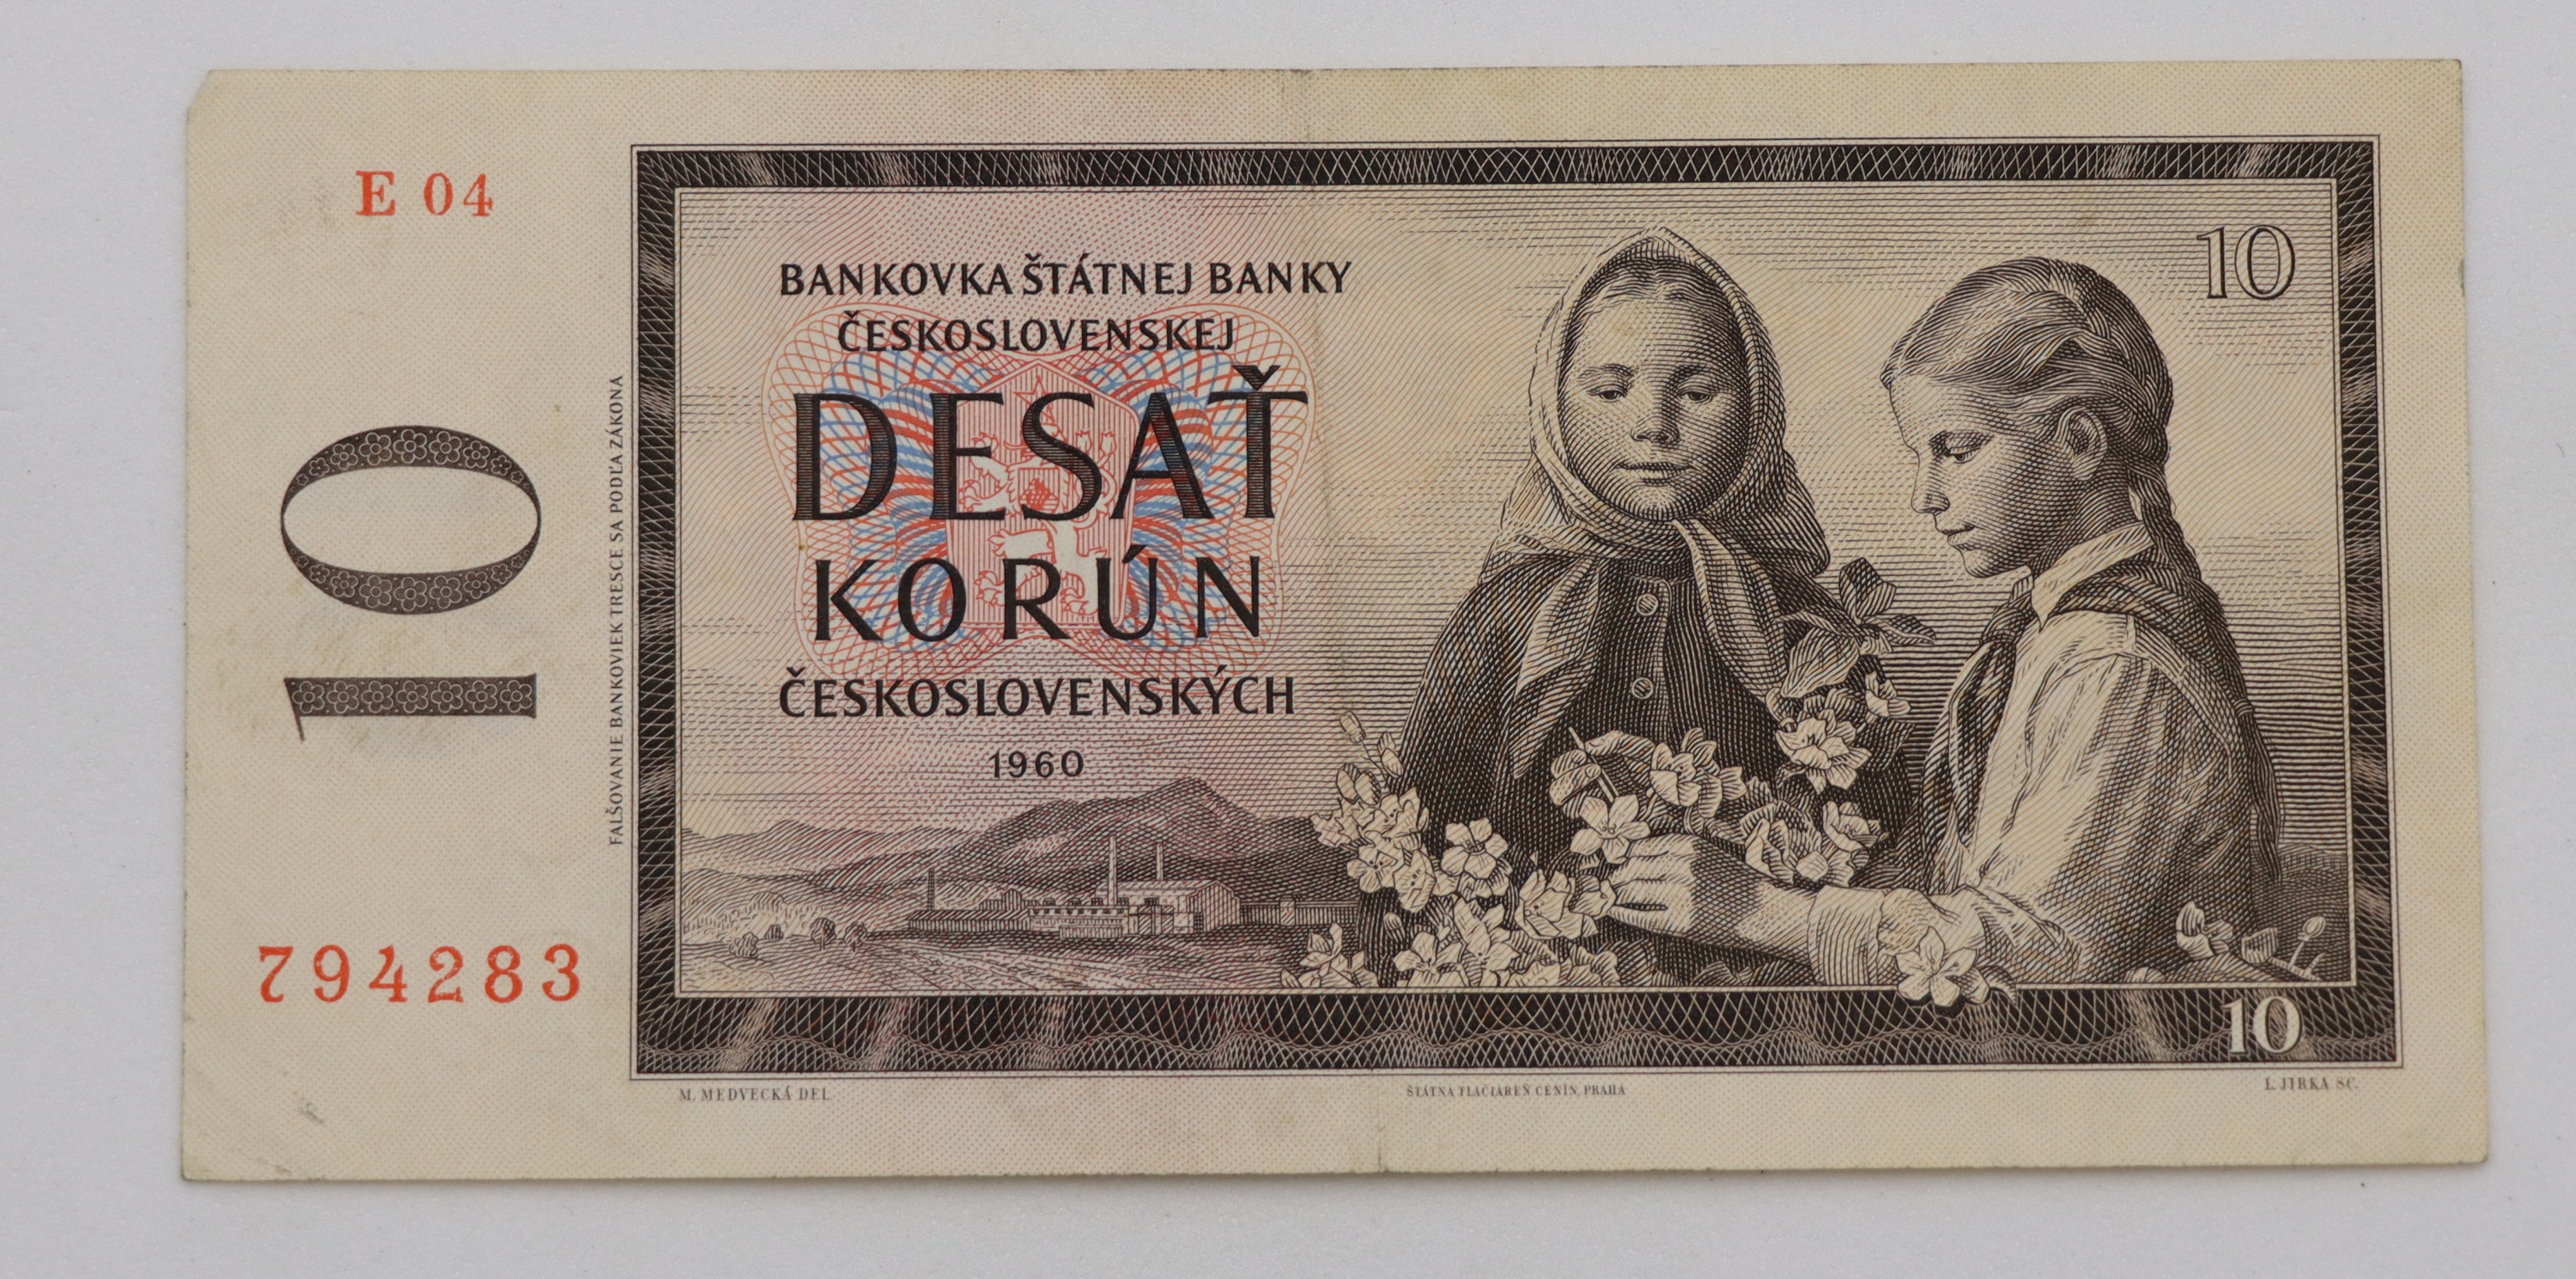 E 04
10
794283
FALŠOVANIE BANKOVIEK TRESCE SA PODĽA ZÁKONA
BANKOVKA ŠTÁTNEJ BANKY
ČESKOSLOVENSKEJ
DESAŤ
KORÚN
ČESKOSLOVENSKÝCH
1960
10
10
M. MEDVECKÁ DEL.
ŠTÁTNA TLAČIAREŇ CENÍN, PRAHA
L. JIRKA SC.